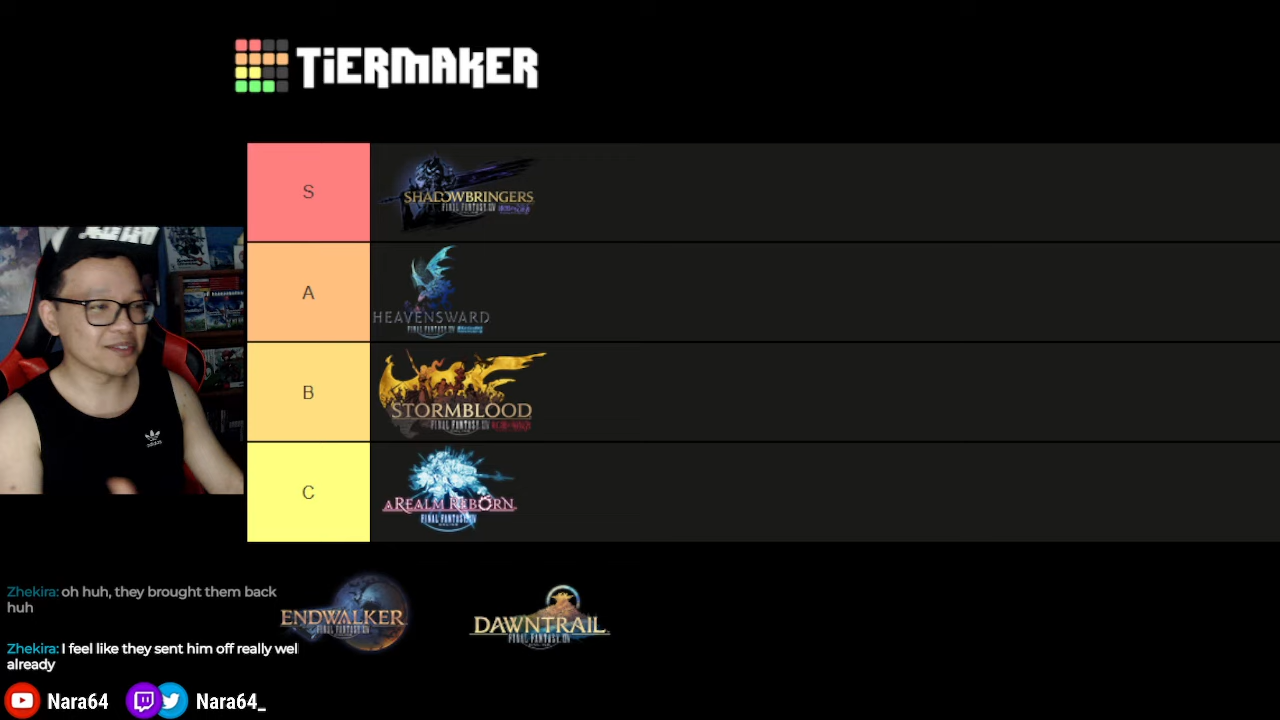 TiERMAKER
S
SHADOWBRINGERS
FINAL FANTASY XIV
A
HEAVENSWARD
FINAL FANTASY XIV
B
STORMBLOOD
FINAL FANTASY XIV
C
A REALM REBORN
FINAL FANTASY XIV
ENDWALKER
FINAL FANTASY XIV
DAWNTRAIL
FINAL FANTASY XIV
Zhekira: oh huh, they brought them back
huh
Zhekira: I feel like they sent him off really wel
already
Nara64
Nara64_
adidas